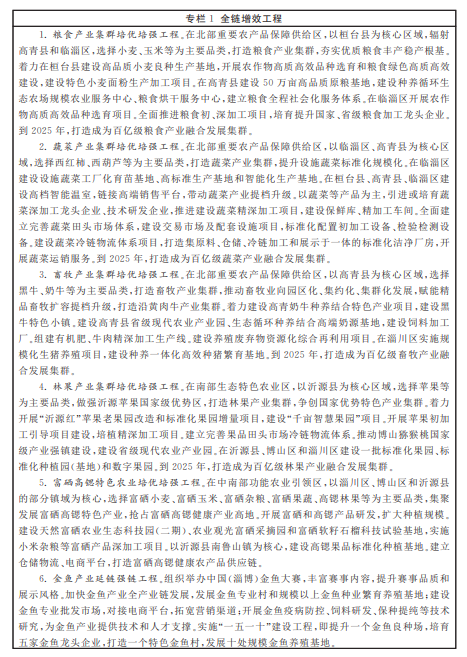 专栏 1 全链增效工程
1. 粮食产业集群培优培强工程.在北部重要农产品保障供给区,以桓台县为核心区域,辐射
高青县和临淄区,选择小麦、玉米等为主要品类,打造粮食产业集群,夯实优质粮食丰产稳产根基.
着力在桓台县建设高品质小麦良种生产基地,开展农作物高质高效品种选育和粮食绿色高质高效
建设,建设特色小麦面粉生产加工项目.在高青县建设 50 万亩高品质原粮基地,建设种养循环生
态农场规模农业服务中心、粮食烘干服务中心,建立粮食全程社会化服务体系.在临淄区开展农作
物高质高效品种选育项目.全面推进粮食初、深加工项目,培育提升国家、省级粮食加工龙头企业.
到 2025 年,打造成为百亿级粮食产业融合发展集群.
2. 蔬菜产业集群培优培强工程.在北部重要农产品保障供给区,以临淄区、高青县为核心区
域,选择西红柿、西葫芦等为主要品类,打造蔬菜产业集群,提升设施蔬菜标准化规模化.在临淄区
建设设施蔬菜工厂化育苗基地、高标准生产基地和智能化生产基地.在桓台县、高青县、临淄区建
设高档智能温室,链接高端销售平台,带动蔬菜产业提档升级.以蔬菜等产品为主,引进或培育蔬
菜深加工龙头企业、技术研发企业,推进建设蔬菜精深加工项目,建设保鲜库、精加工车间.全面建
立完善蔬菜田头市场体系,建设交易市场及配套设施项目,标准化配置初加工设备、检验检测设
备.建设蔬菜冷链物流体系项目,打造集原料、仓储、冷链加工和展示于一体的标准化洁净厂房,开
展蔬菜运销服务.到 2025 年,打造成为百亿级蔬菜产业融合发展集群.
3. 畜牧产业集群培优培强工程.在北部重要农产品保障供给区,以高青县为核心区域,选择
黑牛、奶牛等为主要品类,打造畜牧产业集群,推动畜牧业向园区化、集约化、集群化发展,赋能精
品畜牧扩容提档升级,打造沿黄肉牛产业集群.着力建设高青奶牛种养结合特色产业项目,建设黑
牛特色小镇.建设高青县省级现代农业产业园、生态循环种养结合高端奶源基地,建设饲料加工
厂.组建有机肥、牛肉精深加工生产线.建设养殖废弃物资源化综合再利用项目.在淄川区实施规
模化生猪养殖项目,建设种养一体化高效种猪繁育基地.到 2025 年,打造成为百亿级畜牧产业融
合发展集群.
4. 林果产业集群培优培强工程.在南部生态特色农业区,以沂源县为核心区域,选择苹果等
为主要品类,做强沂源苹果国家级优势区,打造林果产业集群,争创国家优势特色产业集群.着力
开展“沂源红”苹果老果园改造和标准化果园增量项目,建设“千亩智慧果园”项目.开展苹果初加
工引导项目建设,培植精深加工项目.建立完善果品田头市场冷链物流体系.推动博山猕猴桃国家
级产业强镇建设,建设省级现代农业产业园.在沂源县、博山区和淄川区建设一批标准化果园、标
准化种植园(基地)和数字果园.到 2025 年,打造成为百亿级林果产业融合发展集群.
5. 富硒高锶特色农业培优培强工程.在中南部功能农业引领区,以淄川区、博山区和沂源县
的部分镇域为核心,选择富硒小麦、富硒玉米、富硒杂粮、富硒果蔬、高锶林果等为主要品类,集聚
发展富硒高锶特色产业,抢占富硒高锶健康产业高地.开展富硒和高锶产品研发,扩大种植规模.
建设天然富硒农业生态科技园(二期)、农业观光富硒采摘园和富硒软籽石榴科技试验基地,实施
小米杂粮等富硒产品深加工项目.以沂源县南鲁山镇为核心,建设高锶果品标准化种植基地.建立
仓储物流、电商平台,打造富硒高锶健康农产品供应链.
6. 金鱼产业延链强链工程.组织举办中国(淄博)金鱼大赛,丰富赛事内容,提升赛事品质和
展示风格.加快金鱼产业全产业链发展,发展金鱼专业村和规模以上金鱼种业繁育养殖基地;建设
金鱼专业批发市场,对接电商平台,拓宽营销渠道;开展金鱼疫病防控、饲料研发、保种提纯等技术
研究,为金鱼产业提供技术和人才支撑.实施“一五一十”建设工程,即提升一个金鱼良种场,培育
五家金鱼龙头企业,打造一个特色金鱼村,发展十处规模金鱼养殖基地.